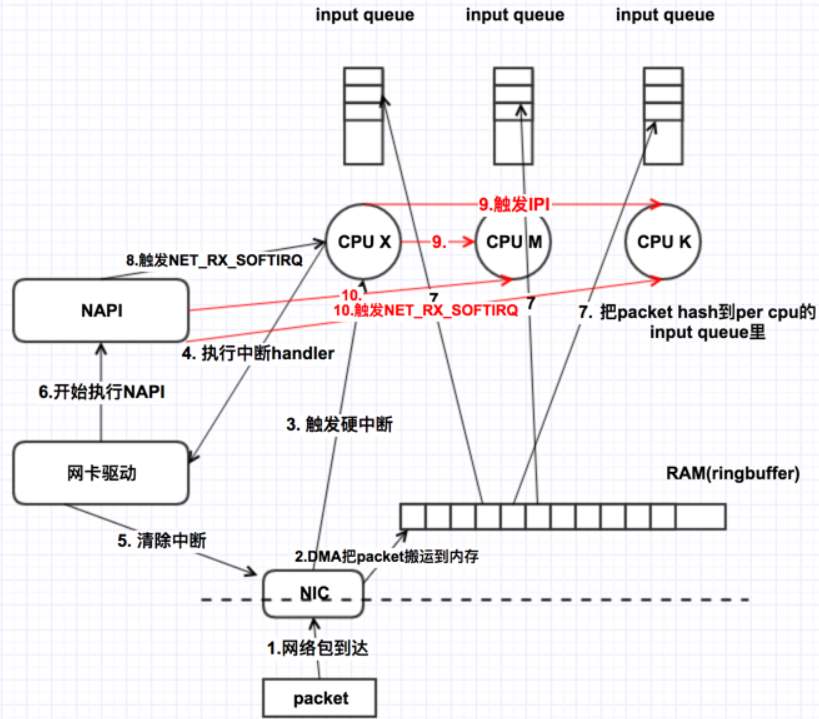 input queue
input queue
input queue
9.触发IPI
CPU X
9.
CPU M
CPU K
8.触发NET_RX_SOFTIRQ
NAPI
10.
7
10.触发NET_RX_SOFTIRQ
7
7. 把packet hash到per cpu的
input queue里
4. 执行中断handler
6.开始执行NAPI
3. 触发硬中断
网卡驱动
RAM(ringbuffer)
5. 清除中断
2.DMA把packet搬运到内存
NIC
1.网络包到达
packet